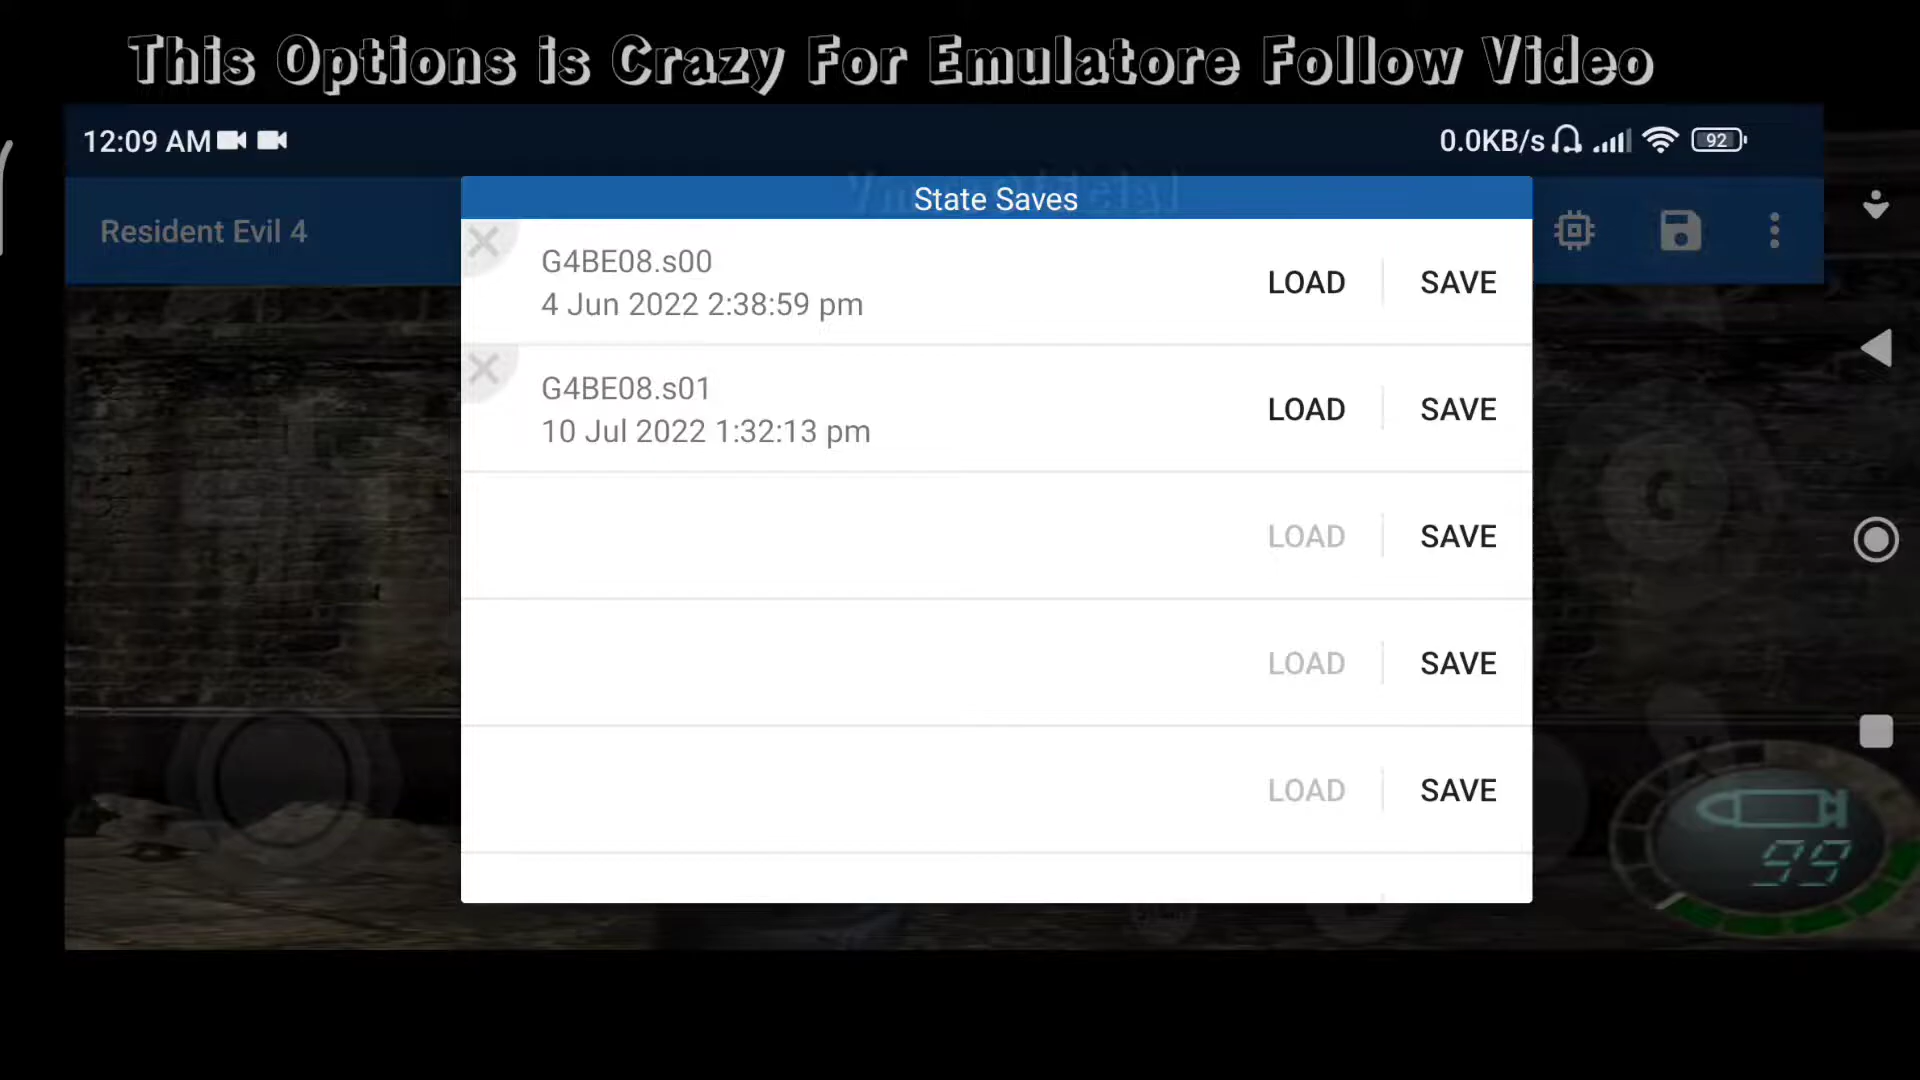 This Options is Crazy For Emulatore Follow Video
12:09 AM
0.0KB/s
92
Resident Evil 4
State Saves
G4BE08.s00
4 Jun 2022 2:38:59 pm
LOAD
SAVE
G4BE08.s01
10 Jul 2022 1:32:13 pm
LOAD
SAVE
LOAD
SAVE
LOAD
SAVE
LOAD
SAVE
C
99